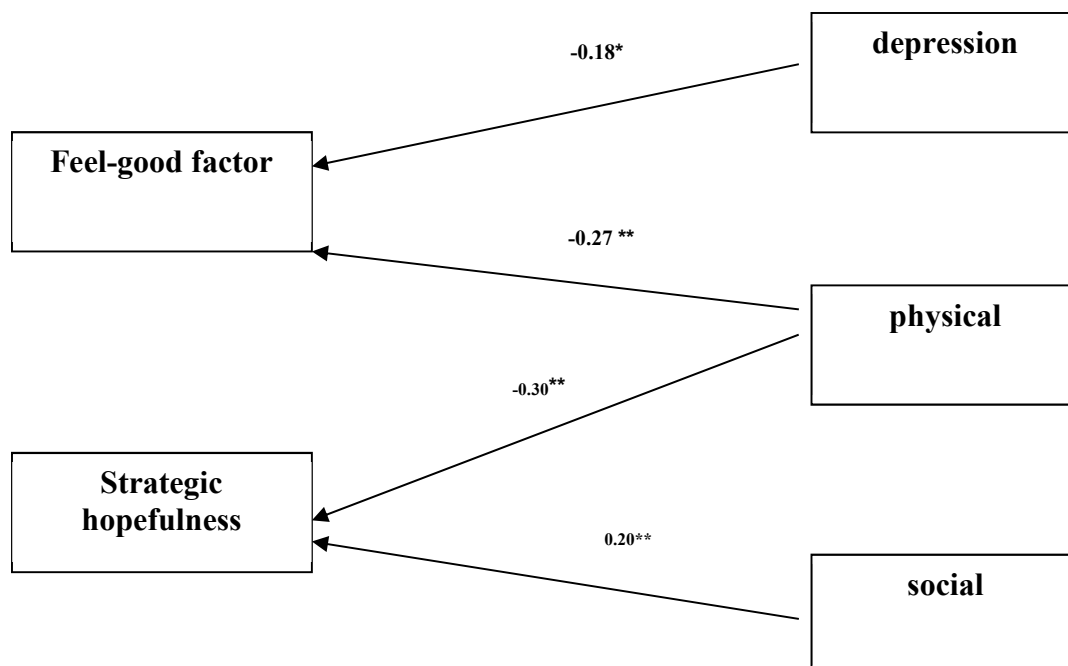 depression
-0.18*
Feel-good factor
-0.27 **
physical
-0.30**
Strategic
hopefulness
0.20**
social